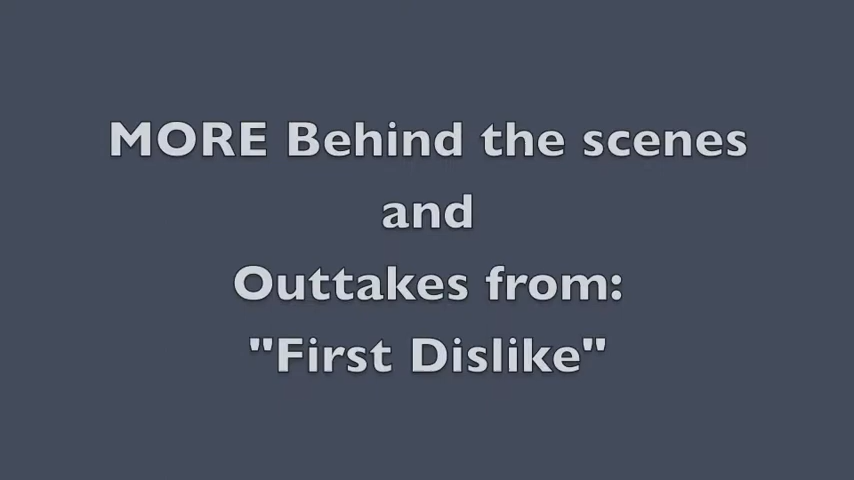 MORE Behind the scenes
and
Outtakes from:
"First Dislike"